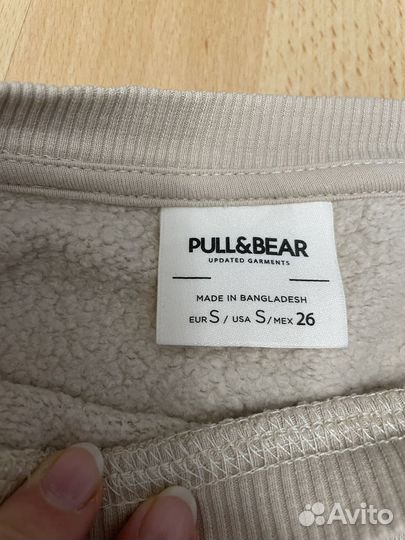 PULL&BEAR
UPDATED GARMENTS
MADE IN BANGLADESH
EUR S / USA S / MEX 26
Avito